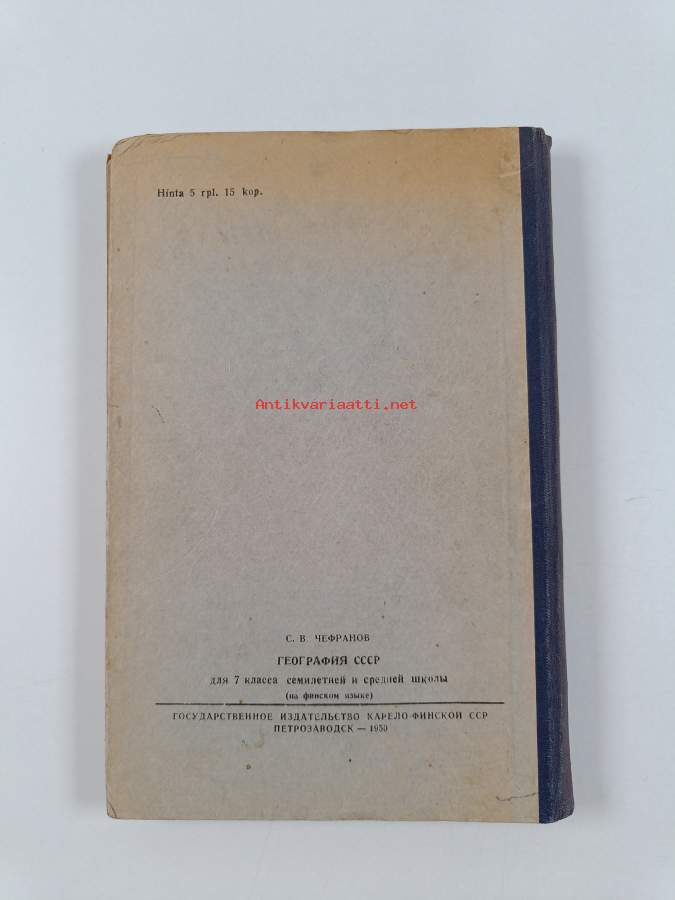 Hinta 5 rpl. 15 kop.
Antikvariaatti.net
С. В. ЧЕФРАНОВ
ГЕОГРАФИЯ СССР
для 7 класса семилетней и средней школы
(на финском языке)
ГОСУДАРСТВЕННОЕ ИЗДАТЕЛЬСТВО КАРЕЛО-ФИНСКОЙ ССР
ПЕТРОЗАВОДСК — 1950